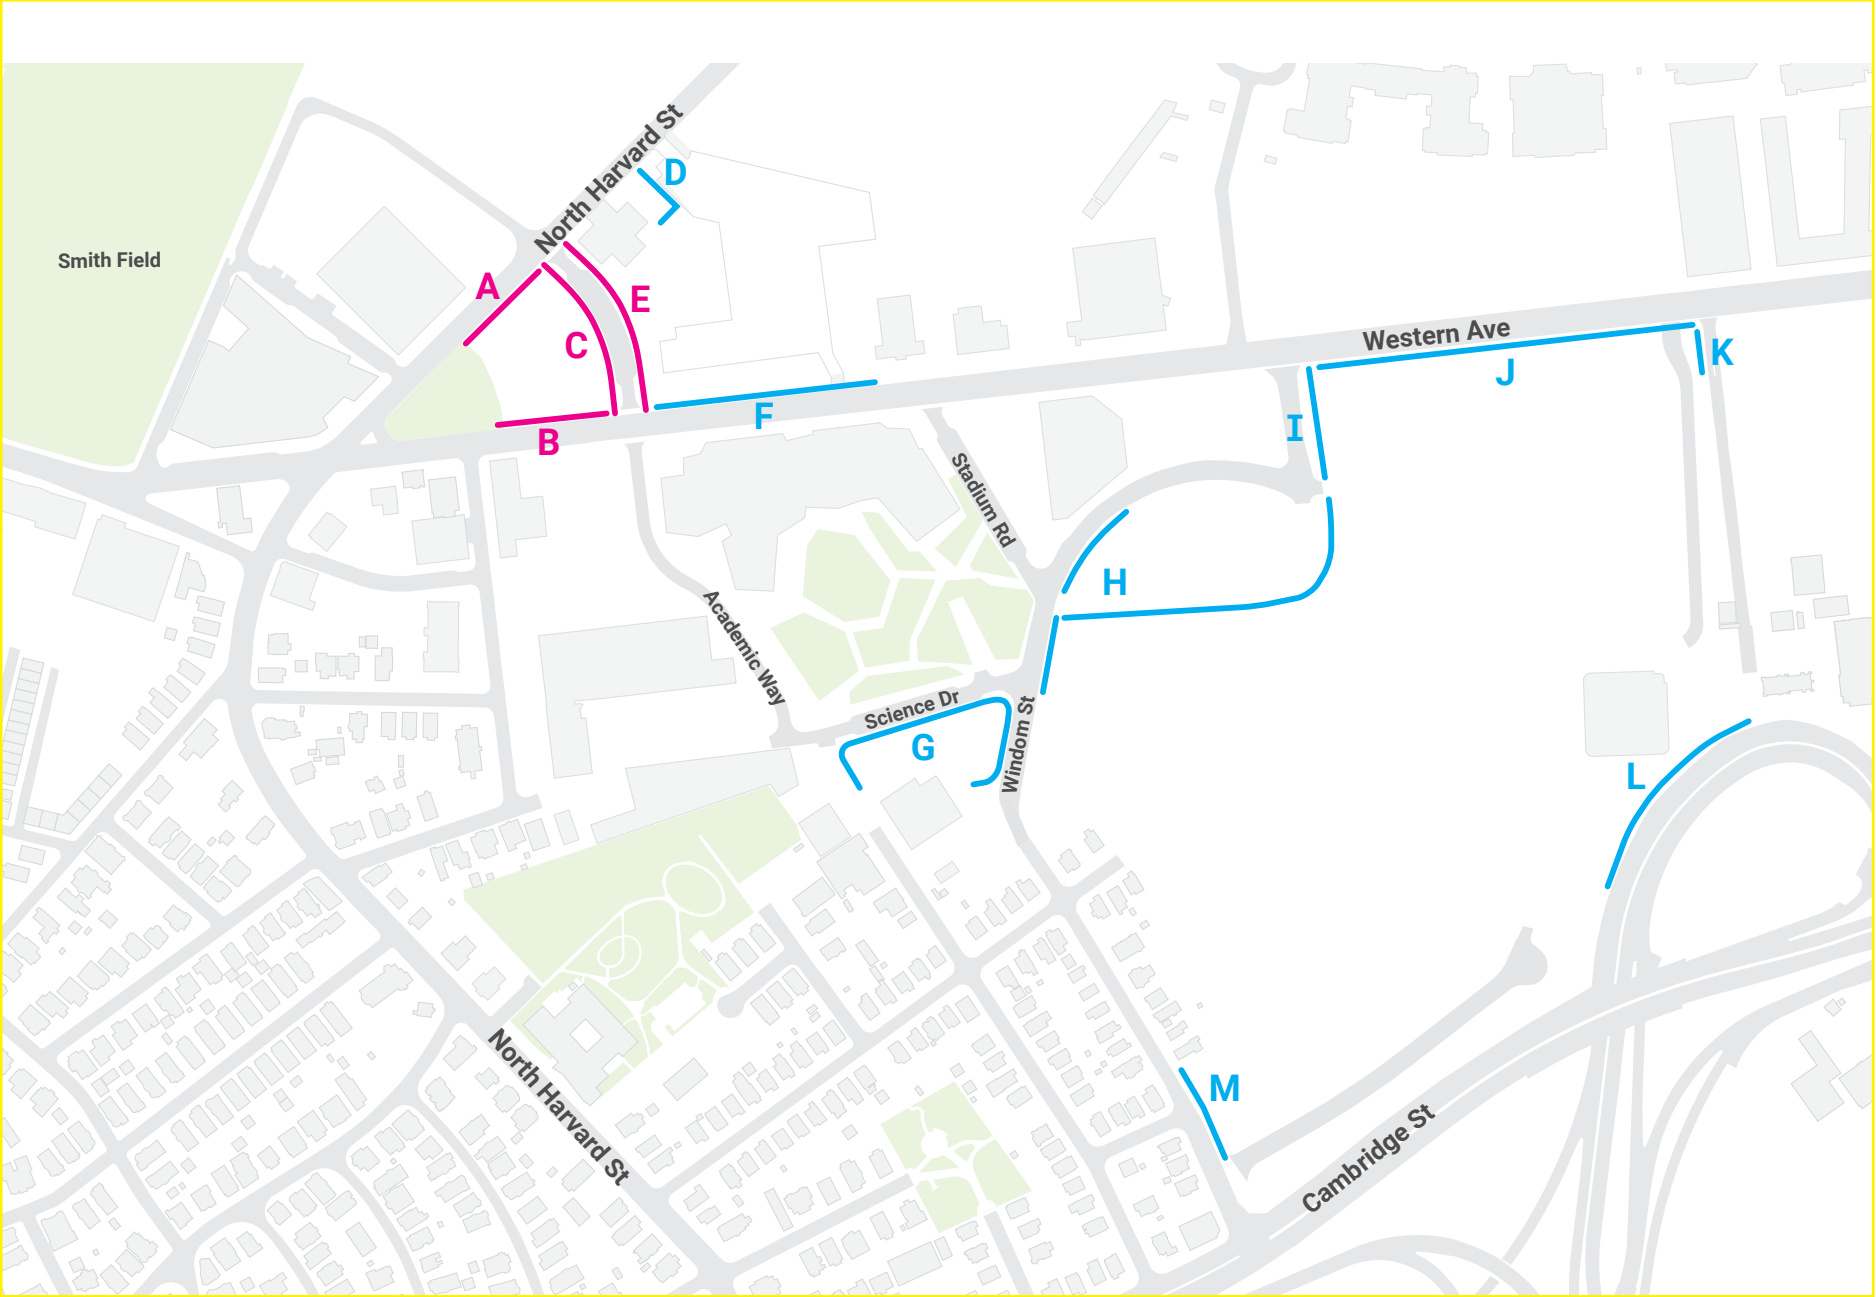 North Harvard St
D
Smith Field
A
E
C
Western Ave
K
J
F
B
I
Stadium Rd
H
Academic Way
Science Dr
G
Windom St
L
North Harvard St
M
Cambridge St